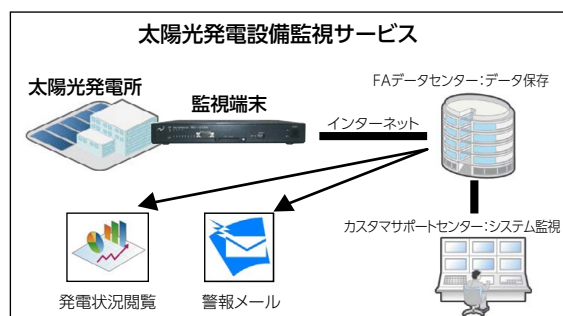 太陽光発電設備監視サービス
太陽光発電所
監視端末
FAデータセンター：データ保存
インターネット
カスタマサポートセンター：システム監視
発電状況閲覧
警報メール